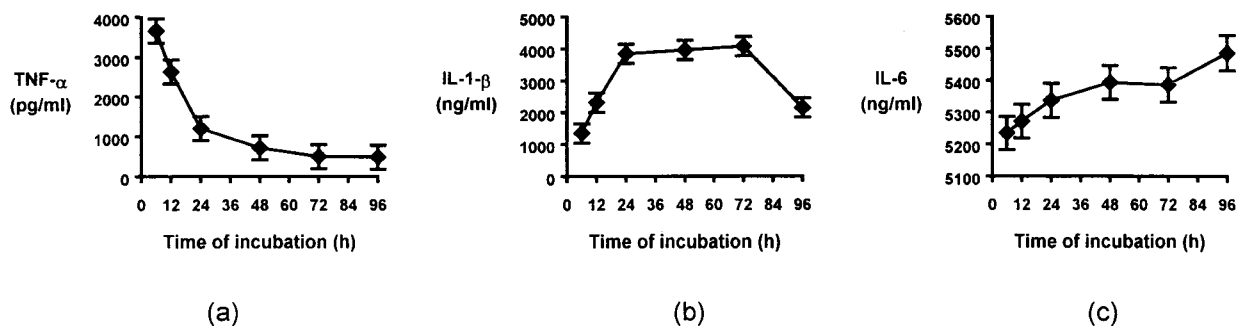 TNF-α
(pg/ml)
4000
3000
2000
1000
0
0 12 24 36 48 60 72 84 96
Time of incubation (h)
(a)
IL-1-β
(ng/ml)
5000
4000
3000
2000
1000
0
0 12 24 36 48 60 72 84 96
Time of incubation (h)
(b)
IL-6
(ng/ml)
5600
5500
5400
5300
5200
5100
0 12 24 36 48 60 72 84 96
Time of incubation (h)
(c)